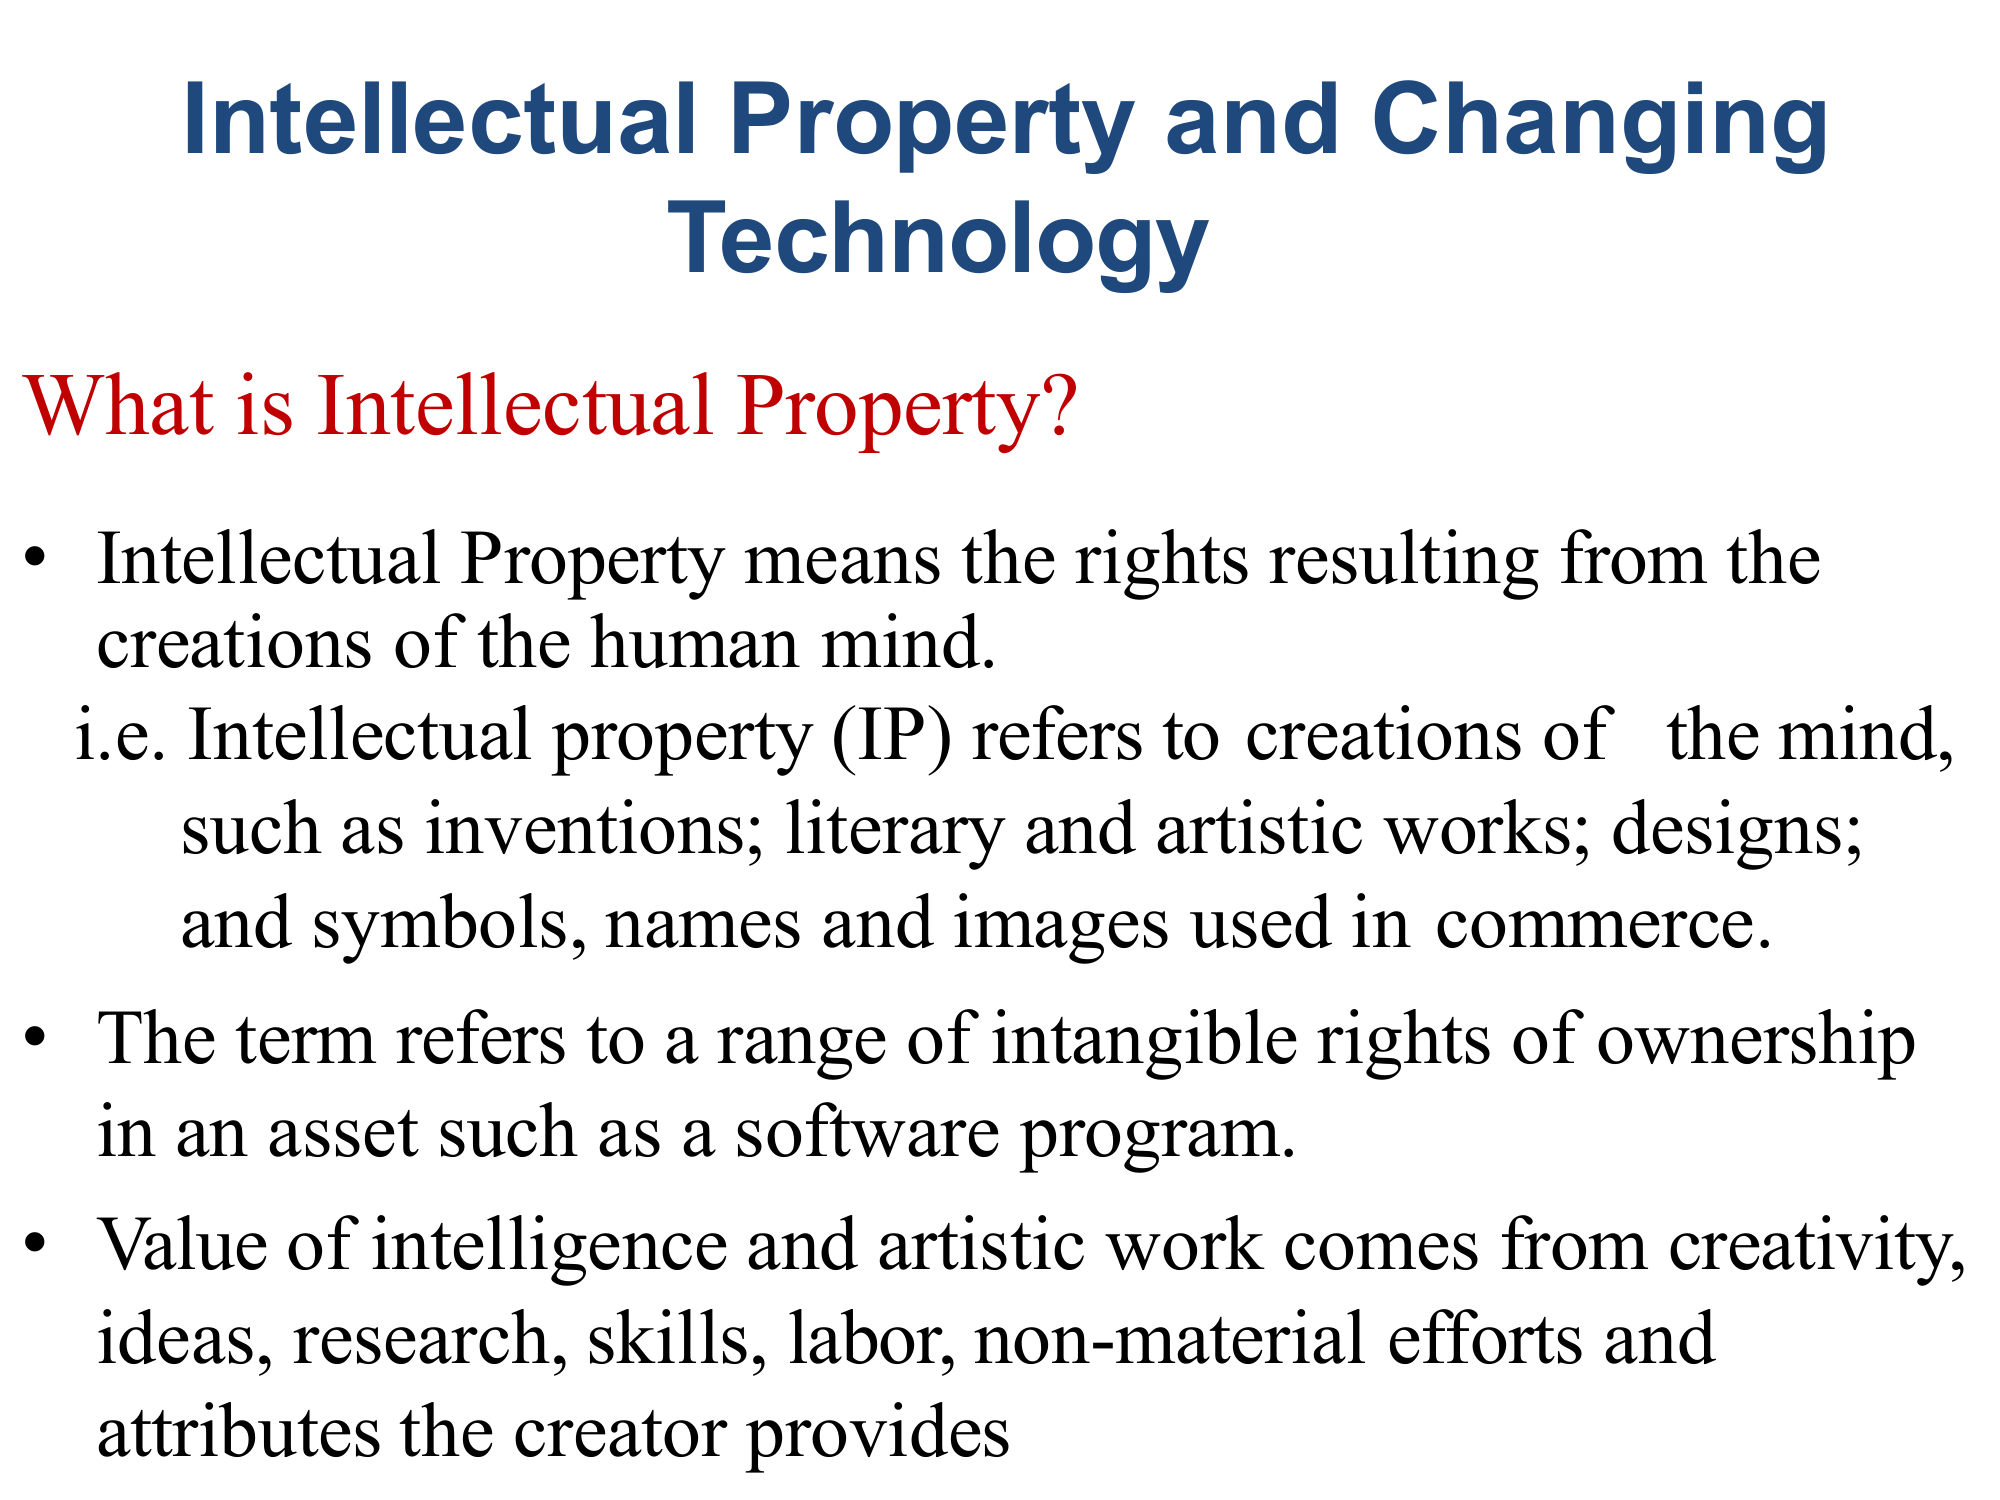 Intellectual Property and Changing
Technology
What is Intellectual Property?
• Intellectual Property means the rights resulting from the
creations of the human mind.
i.e. Intellectual property (IP) refers to creations of the mind,
such as inventions; literary and artistic works; designs;
and symbols, names and images used in commerce.
• The term refers to a range of intangible rights of ownership
in an asset such as a software program.
• Value of intelligence and artistic work comes from creativity,
ideas, research, skills, labor, non-material efforts and
attributes the creator provides